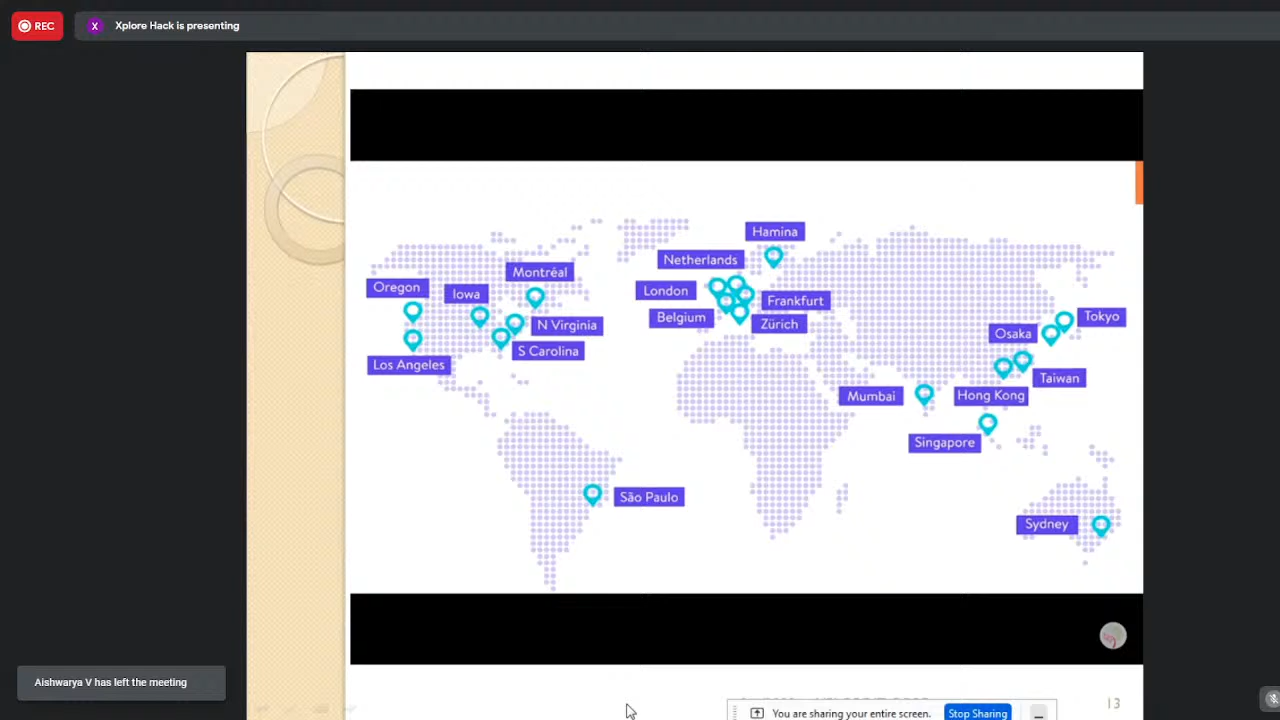 REC
X
Xplore Hack is presenting
Hamina
Netherlands
Montréal
Oregon
Iowa
London
Frankfurt
Belgium
Zürich
N Virginia
Tokyo
Osaka
S Carolina
Los Angeles
Taiwan
Mumbai
Hong Kong
Singapore
São Paulo
Sydney
Aishwarya V has left the meeting
13
You are sharing your entire screen.
Stop Sharing